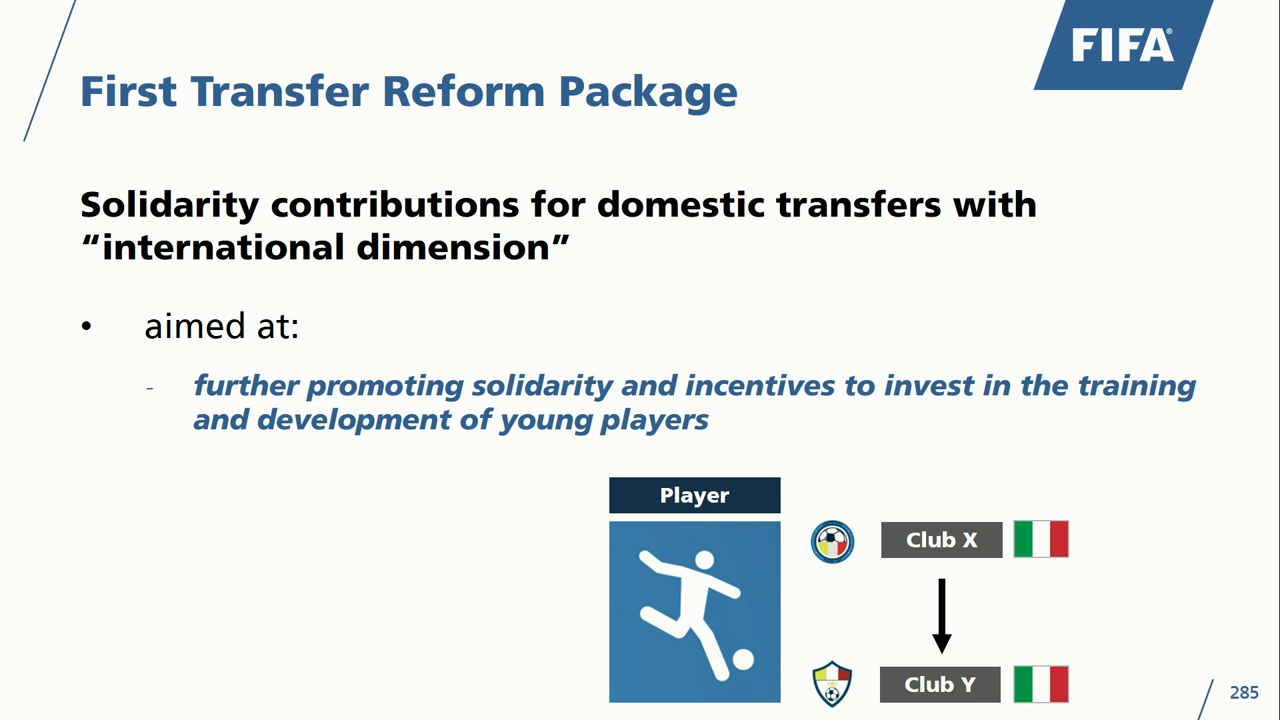 FIFA®
First Transfer Reform Package
Solidarity contributions for domestic transfers with
“international dimension”
• aimed at:
- further promoting solidarity and incentives to invest in the training
and development of young players
Player
Club X
Club Y
285